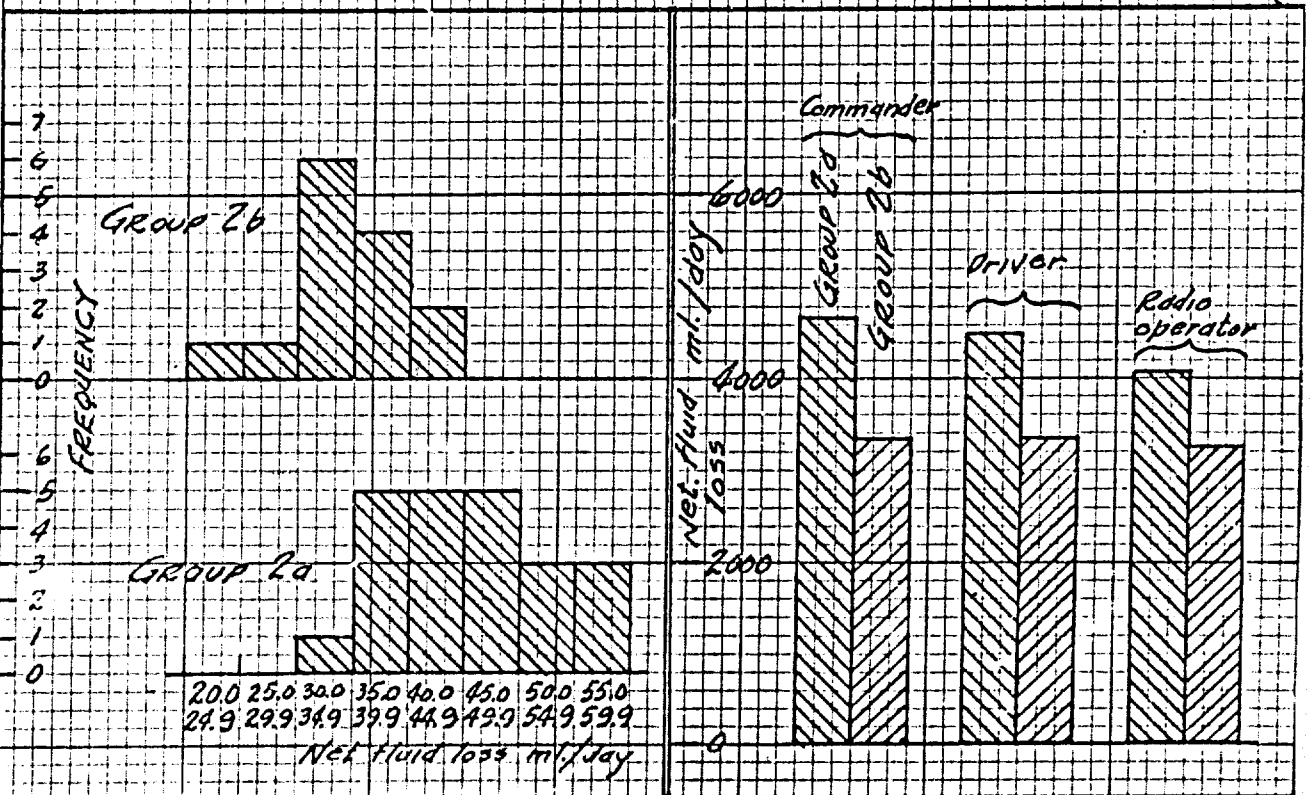 7
6
5
4
3
2
1
0
GROUP 2b
FREQUENCY
6
5
4
3
2
1
0
GROUP 2a
20.0 25.0 30.0 35.0 40.0 45.0 50.0 55.0
24.9 29.9 34.9 39.9 44.9 49.9 54.9 59.9
Net fluid loss ml/day
Commander
GROUP 2a
GROUP 2b
Driver
Radio
operator
Net. fluid ml./day
loss
6000
4000
2000
0